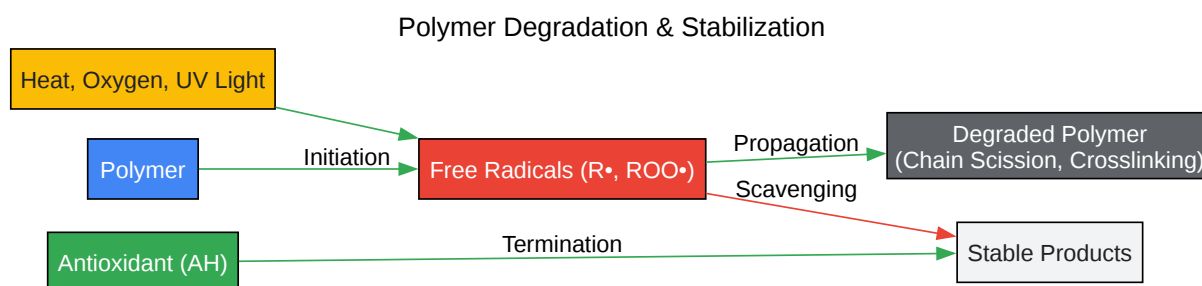 Polymer Degradation & Stabilization
Heat, Oxygen, UV Light
Polymer
Initiation
Free Radicals (R•, ROO•)
Propagation
Degraded Polymer
(Chain Scission, Crosslinking)
Scavenging
Antioxidant (AH)
Termination
Stable Products